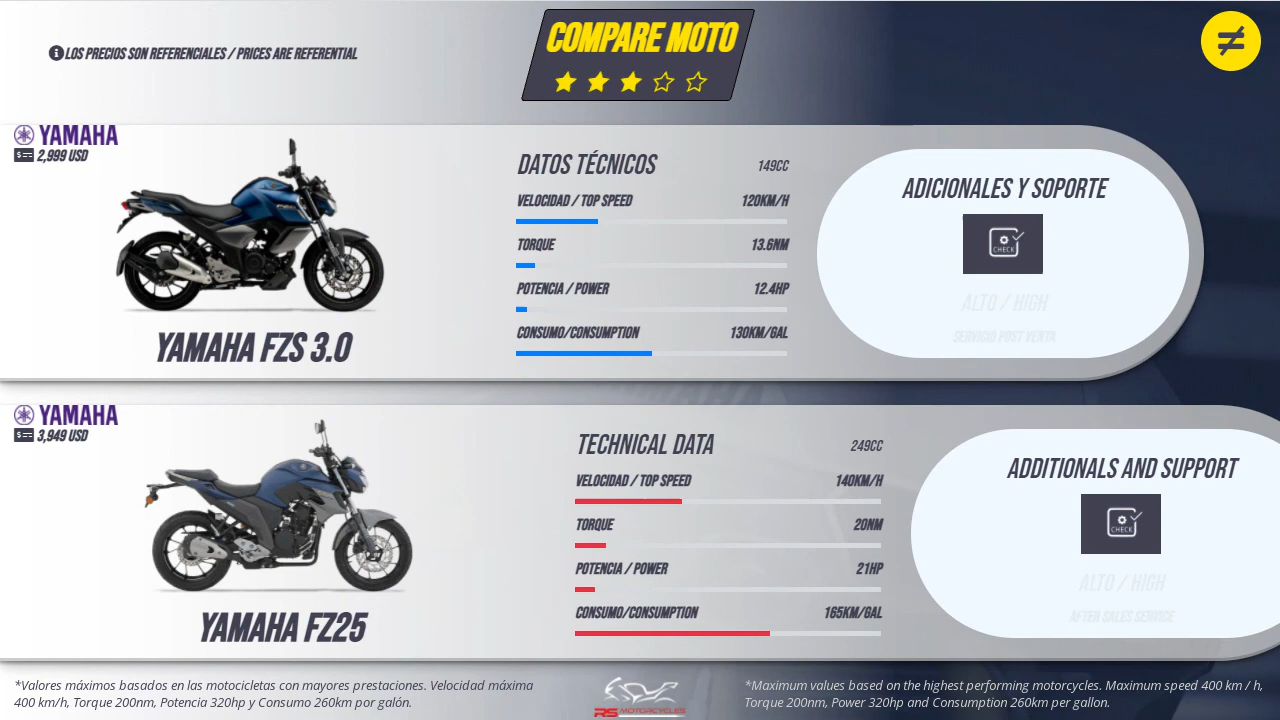 LOS PRECIOS SON REFERENCIALES / PRICES ARE REFERENTIAL
COMPARE MOTO
YAMAHA
2,999 USD
YAMAHA FZS 3.0
DATOS TÉCNICOS 149CC
VELOCIDAD / TOP SPEED 120KM/H
TORQUE 13.6NM
POTENCIA / POWER 12.4HP
CONSUMO/CONSUMPTION 130KM/GAL
ADICIONALES Y SOPORTE
CHECK
ALTO / HIGH
SERVICIO POST VENTA
YAMAHA
3,949 USD
YAMAHA FZ25
TECHNICAL DATA 249CC
VELOCIDAD / TOP SPEED 140KM/H
TORQUE 20NM
POTENCIA / POWER 21HP
CONSUMO/CONSUMPTION 165KM/GAL
ADDITIONALS AND SUPPORT
CHECK
ALTO / HIGH
AFTER SALES SERVICE
*Valores máximos basados en las motocicletas con mayores prestaciones. Velocidad máxima
400 km/h, Torque 200nm, Potencia 320hp y Consumo 260km por galón.
RS MOTORCYCLES
*Maximum values based on the highest performing motorcycles. Maximum speed 400 km / h,
Torque 200nm, Power 320hp and Consumption 260km per gallon.